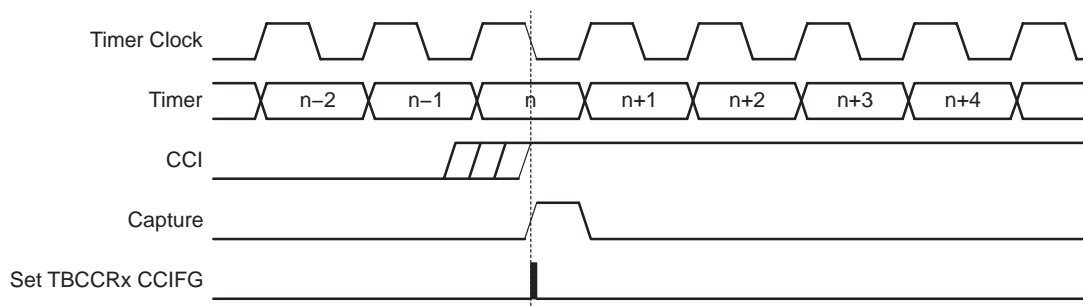 Timer Clock
Timer n−2 n−1 n n+1 n+2 n+3 n+4
CCI
Capture
Set TBCCRx CCIFG